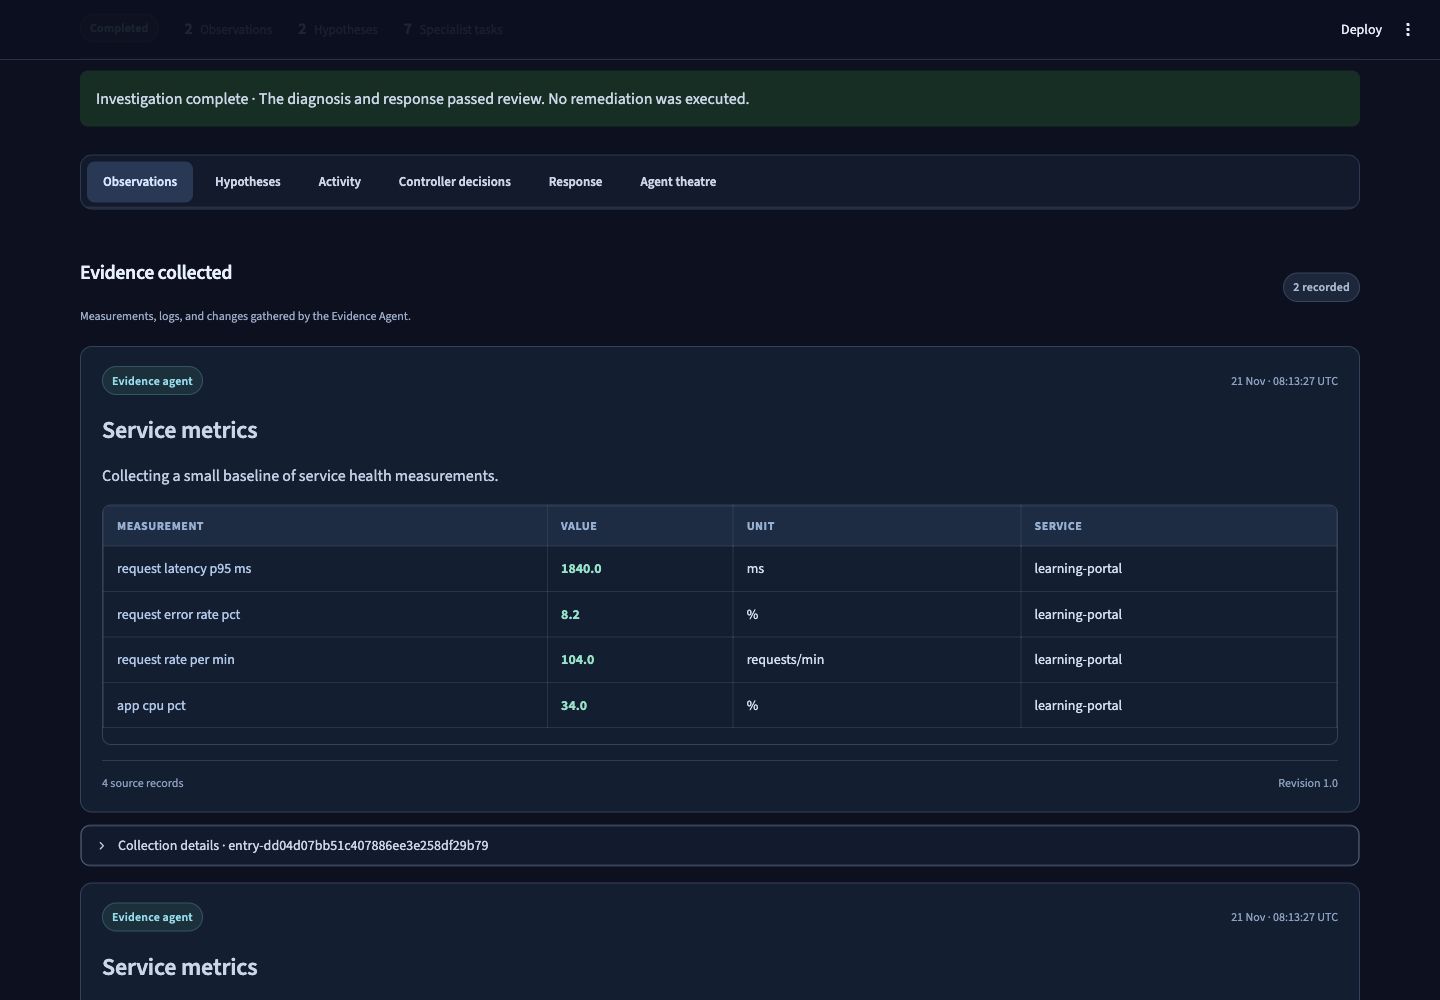 Completed 2 Observations 2 Hypotheses 7 Specialist tasks
Deploy
Investigation complete · The diagnosis and response passed review. No remediation was executed.
Observations Hypotheses Activity Controller decisions Response Agent theatre
Evidence collected
2 recorded
Measurements, logs, and changes gathered by the Evidence Agent.
Evidence agent 21 Nov · 08:13:27 UTC
Service metrics
Collecting a small baseline of service health measurements.
MEASUREMENT VALUE UNIT SERVICE
request latency p95 ms 1840.0 ms learning-portal
request error rate pct 8.2 % learning-portal
request rate per min 104.0 requests/min learning-portal
app cpu pct 34.0 % learning-portal
4 source records Revision 1.0
Collection details · entry-dd04d07bb51c407886ee3e258df29b79
Evidence agent 21 Nov · 08:13:27 UTC
Service metrics